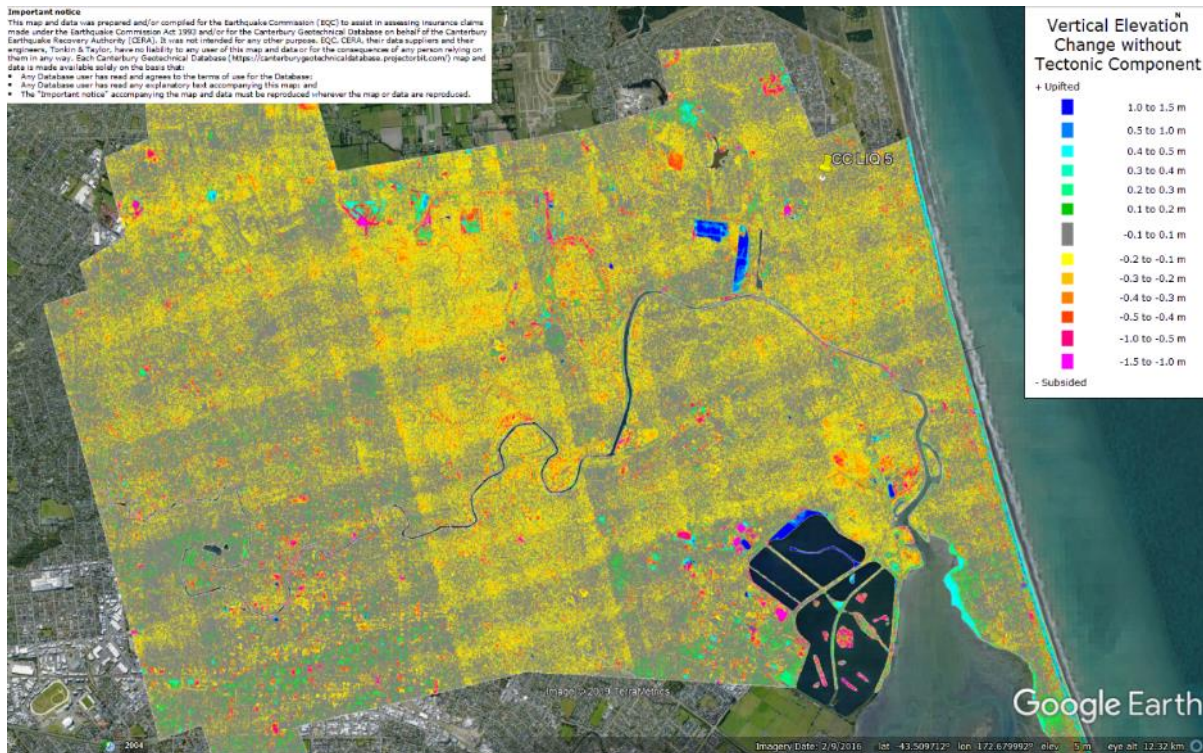 Important notice
This map and data was prepared and/or compiled for the Earthquake Commission (EQC) to assist in assessing insurance claims
made under the Earthquake Commission Act 1993 and/or for the Canterbury Geotechnical Database on behalf of the Canterbury
Earthquake Recovery Authority (CERA). It was not intended for any other purpose. EQC, CERA, their data suppliers and their
engineers, Tonkin & Taylor, have no liability to any user of this map and data or for the consequences of any person relying on
them in any way. Each Canterbury Geotechnical Database (https://canterburygeotechnicaldatabase.projectorbit.com/) map and
data is made available solely on the basis that:
• Any Database user has read and agrees to the terms of use for the Database;
• Any Database user has read any explanatory text accompanying this map; and
• The "Important notice" accompanying the map and data must be reproduced wherever the map or data are reproduced.
N
Vertical Elevation
Change without
Tectonic Component
+ Uplifted
1.0 to 1.5 m
0.5 to 1.0 m
0.4 to 0.5 m
0.3 to 0.4 m
0.2 to 0.3 m
0.1 to 0.2 m
-0.1 to 0.1 m
-0.2 to -0.1 m
-0.3 to -0.2 m
-0.4 to -0.3 m
-0.5 to -0.4 m
-1.0 to -0.5 m
-1.5 to -1.0 m
- Subsided
CC LIQ 5
Image © 2019 TerraMetrics
Google Earth
2004
Imagery Date: 2/9/2016 lat -43.509712° lon 172.679992° elev 5 m eye alt 12.32 km